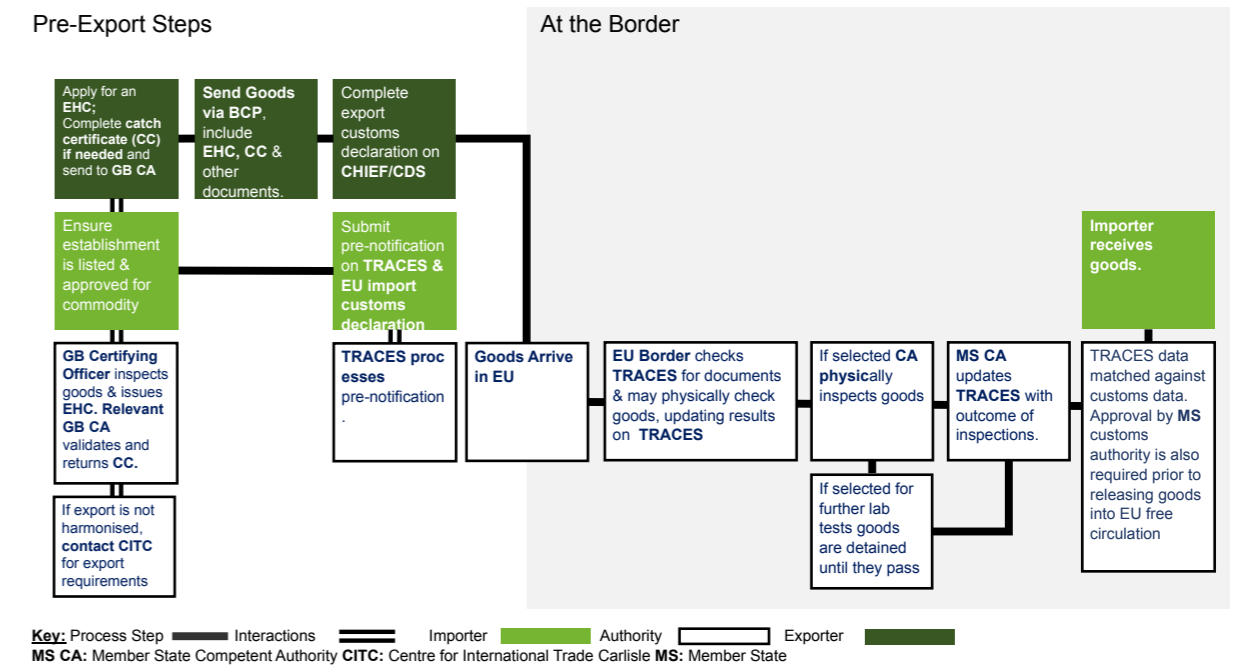 Pre-Export Steps
At the Border
Apply for an
EHC;
Complete catch
certificate (CC)
if needed and
send to GB CA
Send Goods
via BCP,
include
EHC, CC &
other
documents.
Complete
export
customs
declaration on
CHIEF/CDS
Ensure
establishment
is listed &
approved for
commodity
Submit
pre-notification
on TRACES &
EU import
customs
declaration
Importer
receives
goods.
GB Certifying
Officer inspects
goods & issues
EHC. Relevant
GB CA
validates and
returns CC.
TRACES proc
esses
pre-notification
.
Goods Arrive
in EU
EU Border checks
TRACES for documents
& may physically check
goods, updating results
on TRACES
If selected CA
physically
inspects goods
MS CA
updates
TRACES with
outcome of
inspections.
TRACES data
matched against
customs data.
Approval by MS
customs
authority is also
required prior to
releasing goods
into EU free
circulation
If selected for
further lab
tests goods
are detained
until they pass
If export is not
harmonised,
contact CITC
for export
requirements
Key: Process Step Interactions Importer Authority Exporter
MS CA: Member State Competent Authority CITC: Centre for International Trade Carlisle MS: Member State